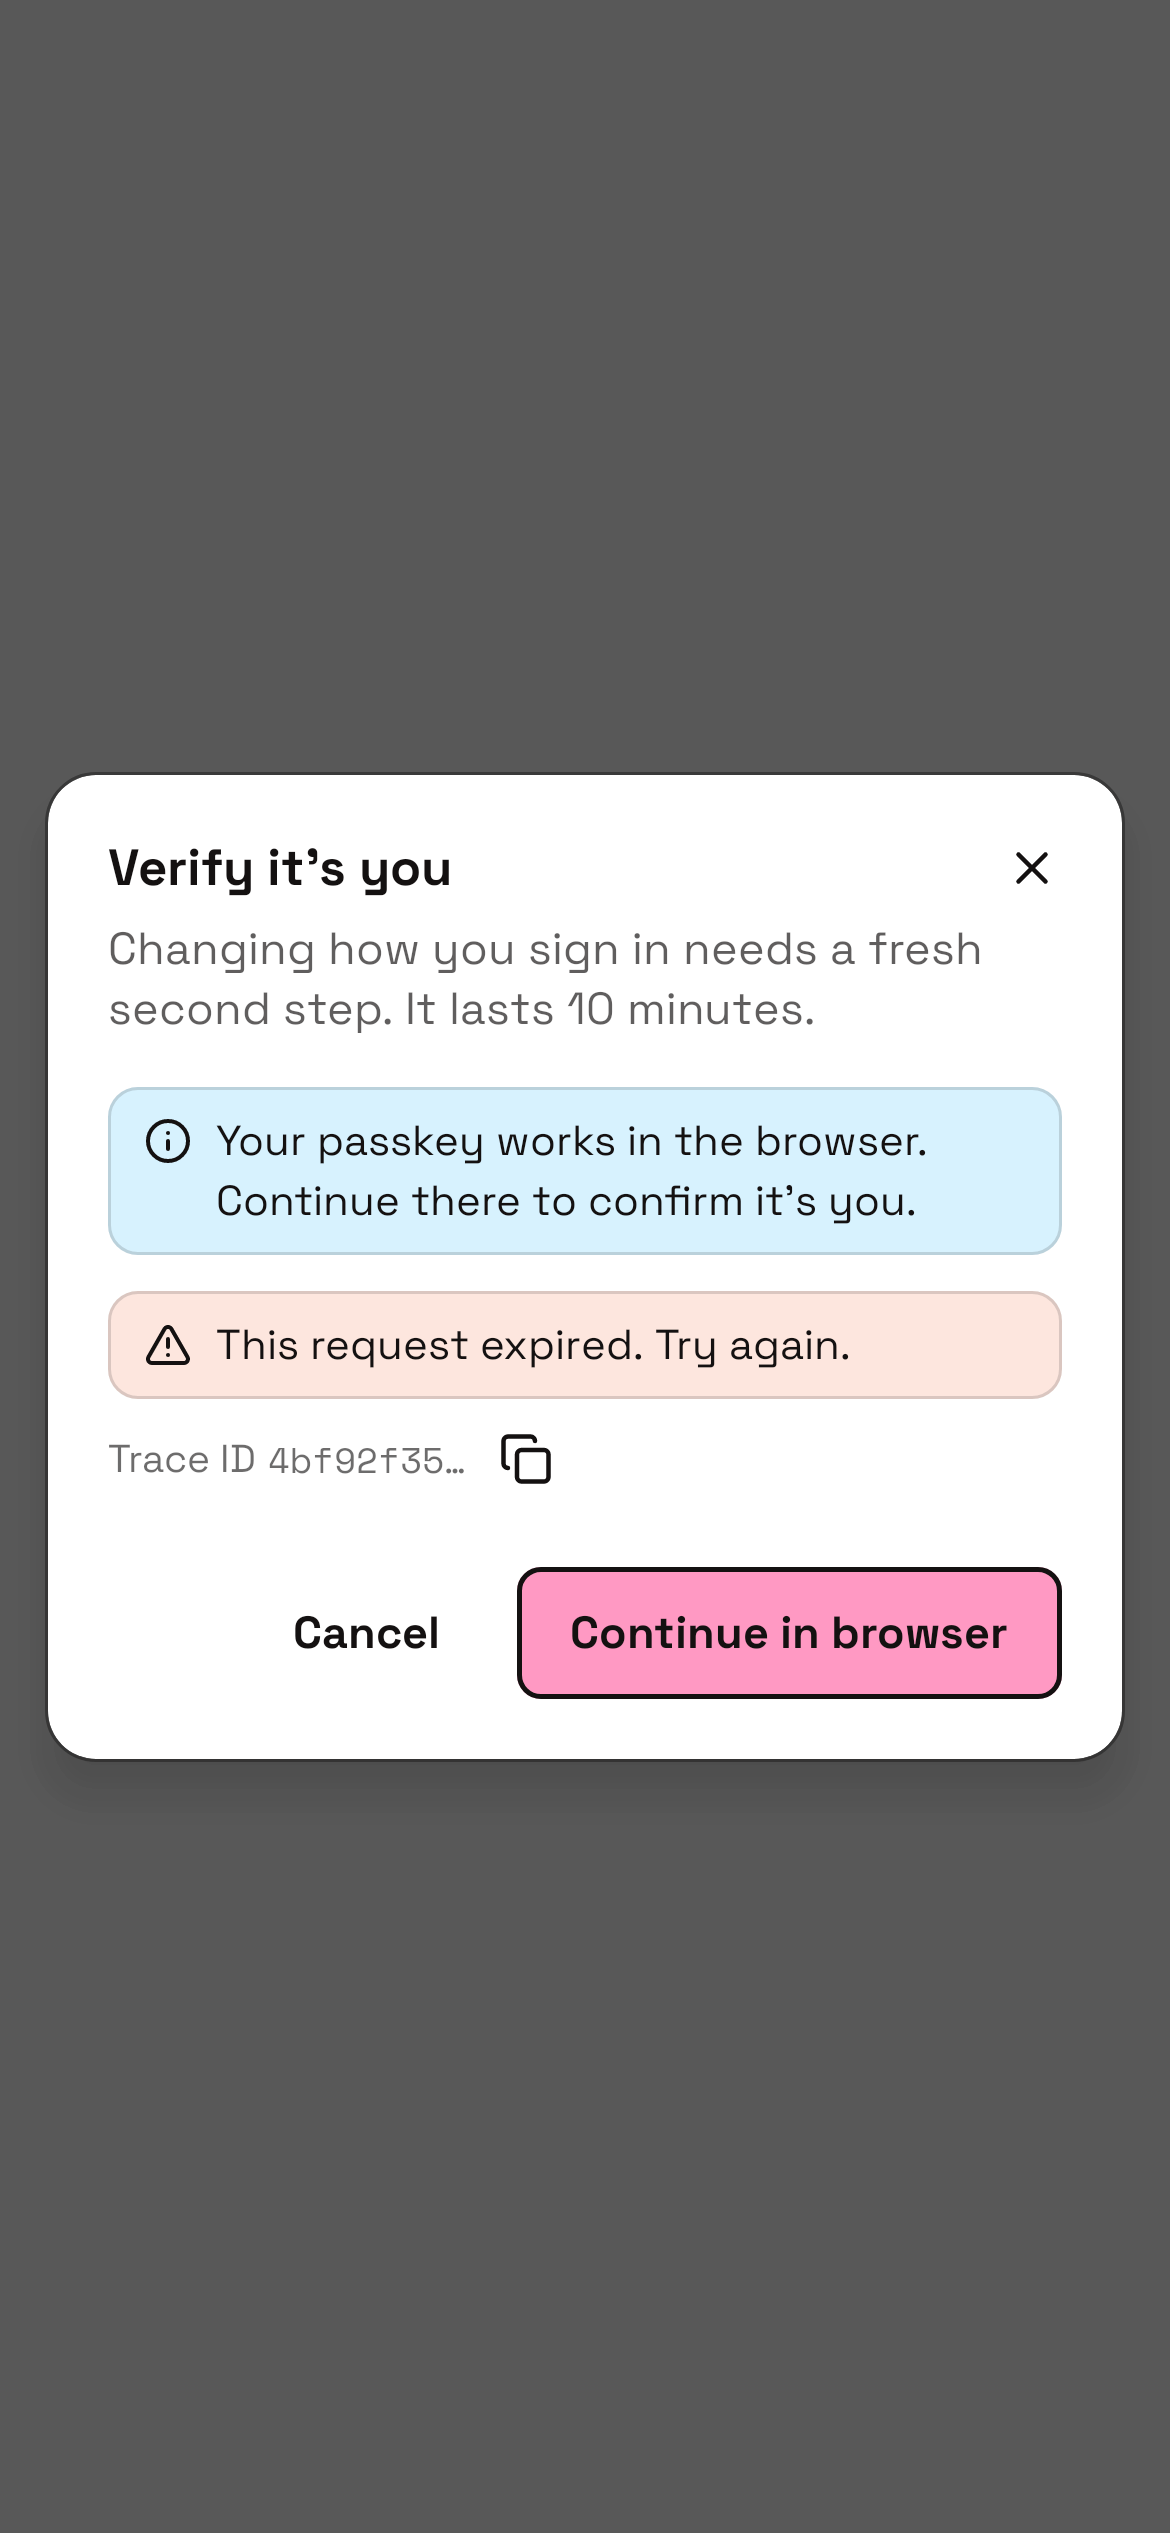 Verify it’s you
Changing how you sign in needs a fresh
second step. It lasts 10 minutes.
Your passkey works in the browser.
Continue there to confirm it’s you.
This request expired. Try again.
Trace ID 4bf92f35…
Cancel
Continue in browser